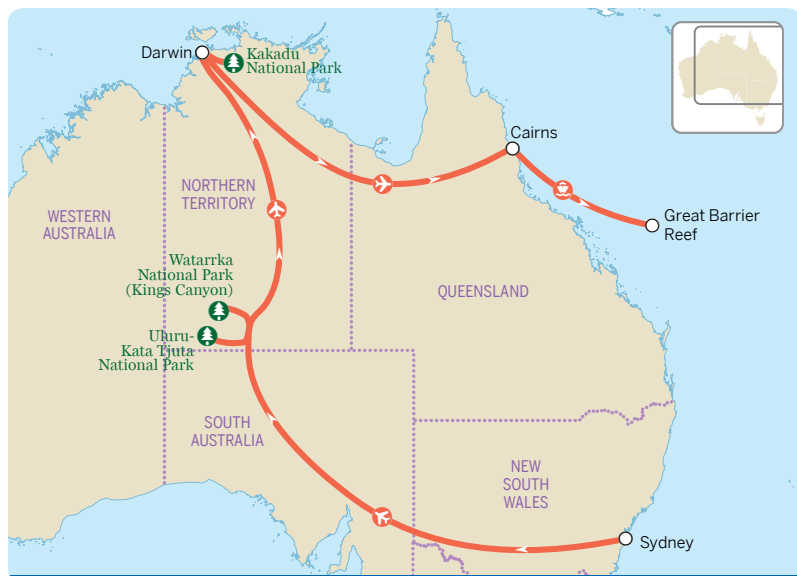 Darwin
Kakadu
National Park
Cairns
NORTHERN
TERRITORY
WESTERN
AUSTRALIA
Great Barrier
Reef
Watarrka
National Park
(Kings Canyon)
QUEENSLAND
Uluru-
Kata Tjuta
National Park
SOUTH
AUSTRALIA
NEW
SOUTH
WALES
Sydney